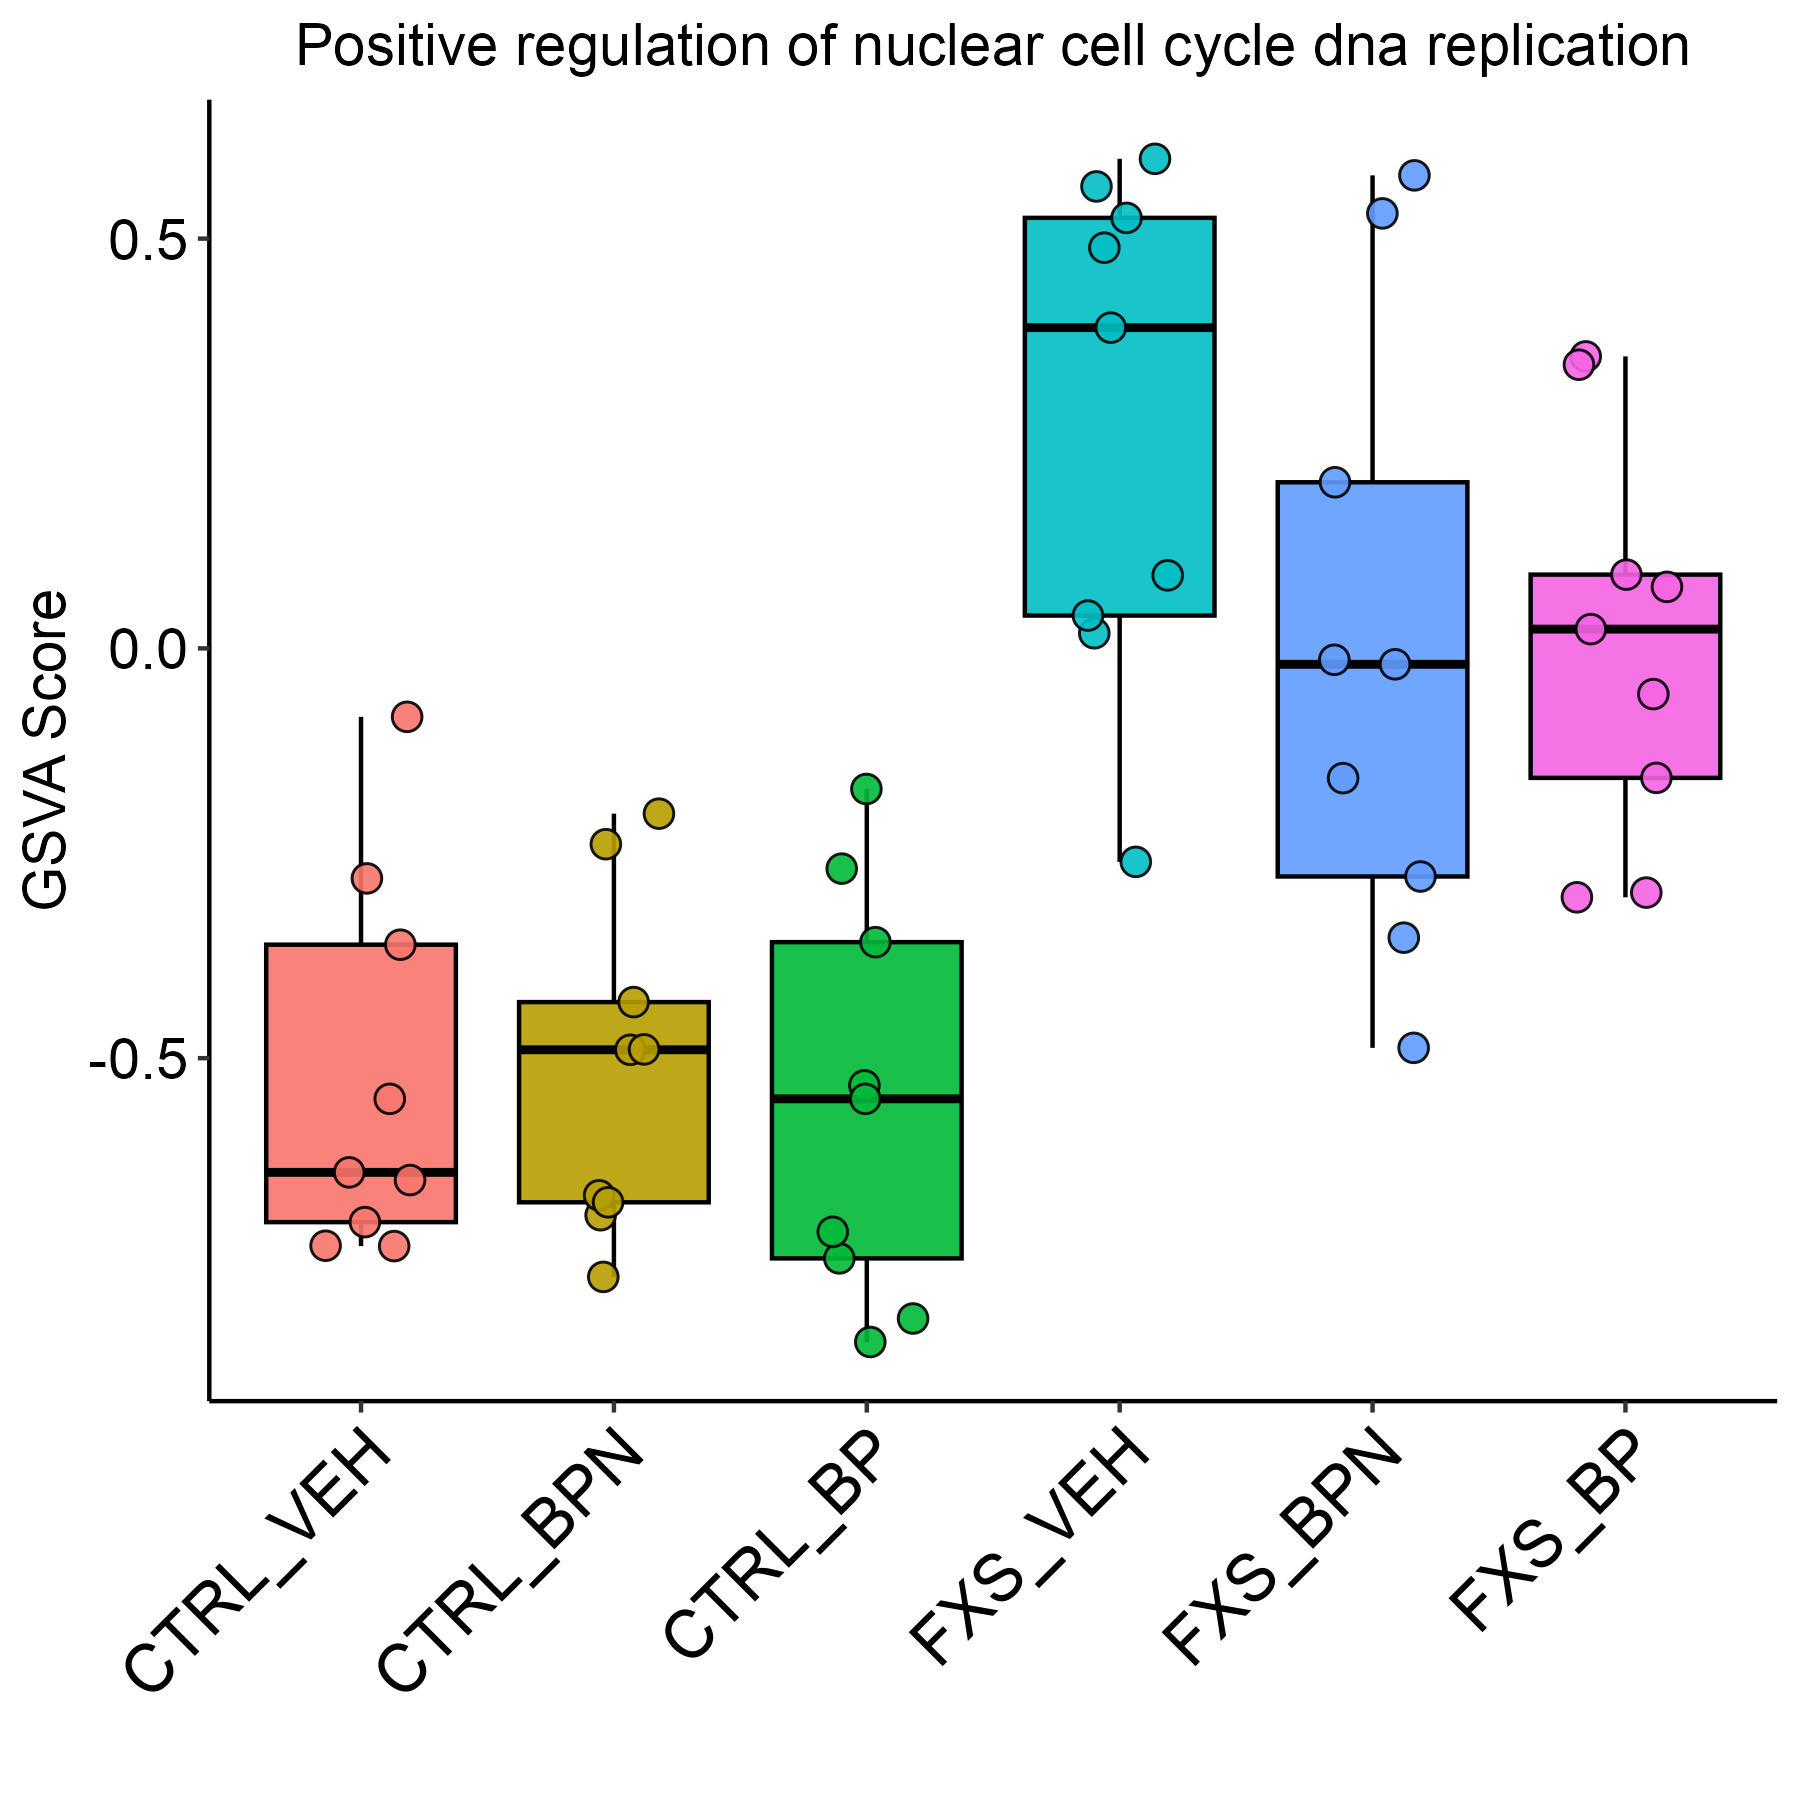 Positive regulation of nuclear cell cycle dna replication
GSVA Score
0.5
0.0
-0.5
CTRL_VEH
CTRL_BPN
CTRL_BP
FXS_VEH
FXS_BPN
FXS_BP